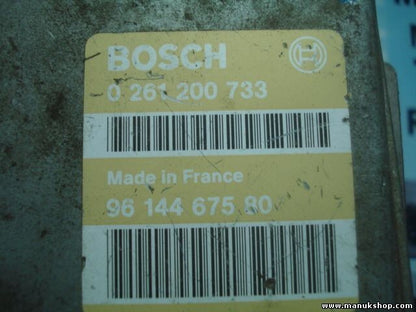 BOSCH
0 261 200 733
Made in France
96 144 675 80
www.manukshop.com